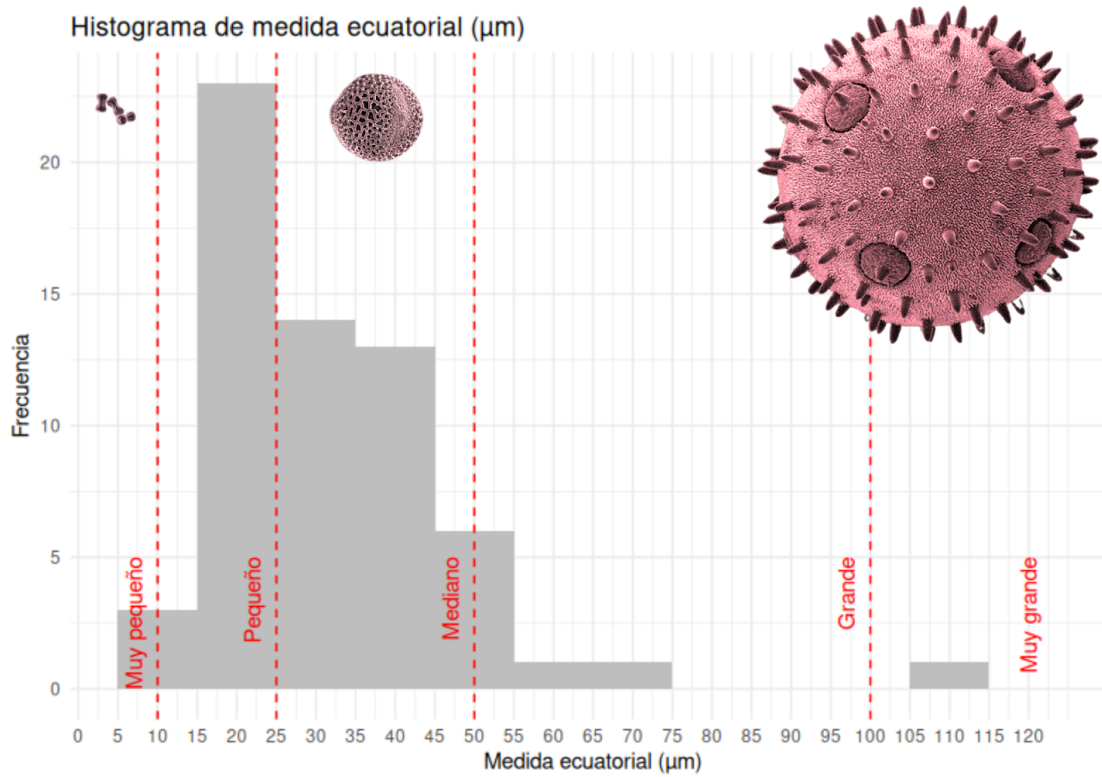 Histograma de medida ecuatorial (µm)
20
15
10
5
0
Frecuencia
Muy pequeño
Pequeño
Mediano
Grande
Muy grande
0 5 10 15 20 25 30 35 40 45 50 55 60 65 70 75 80 85 90 95 100 105 110 115 120
Medida ecuatorial (µm)